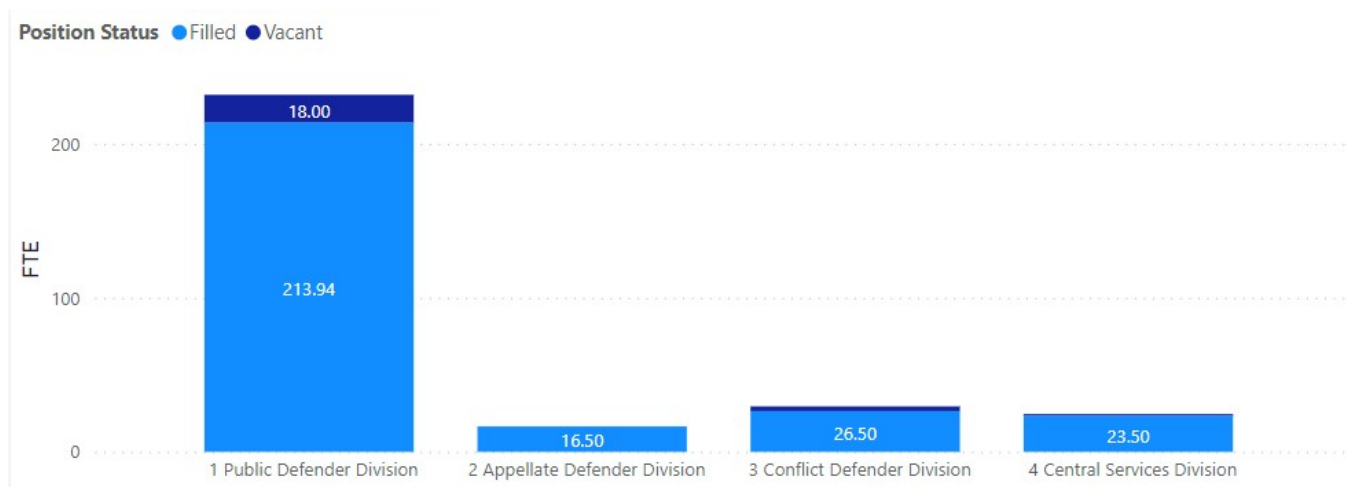 Position Status Filled Vacant
18.00
200
FTE
213.94
100
16.50 26.50 23.50
0
1 Public Defender Division 2 Appellate Defender Division 3 Conflict Defender Division 4 Central Services Division